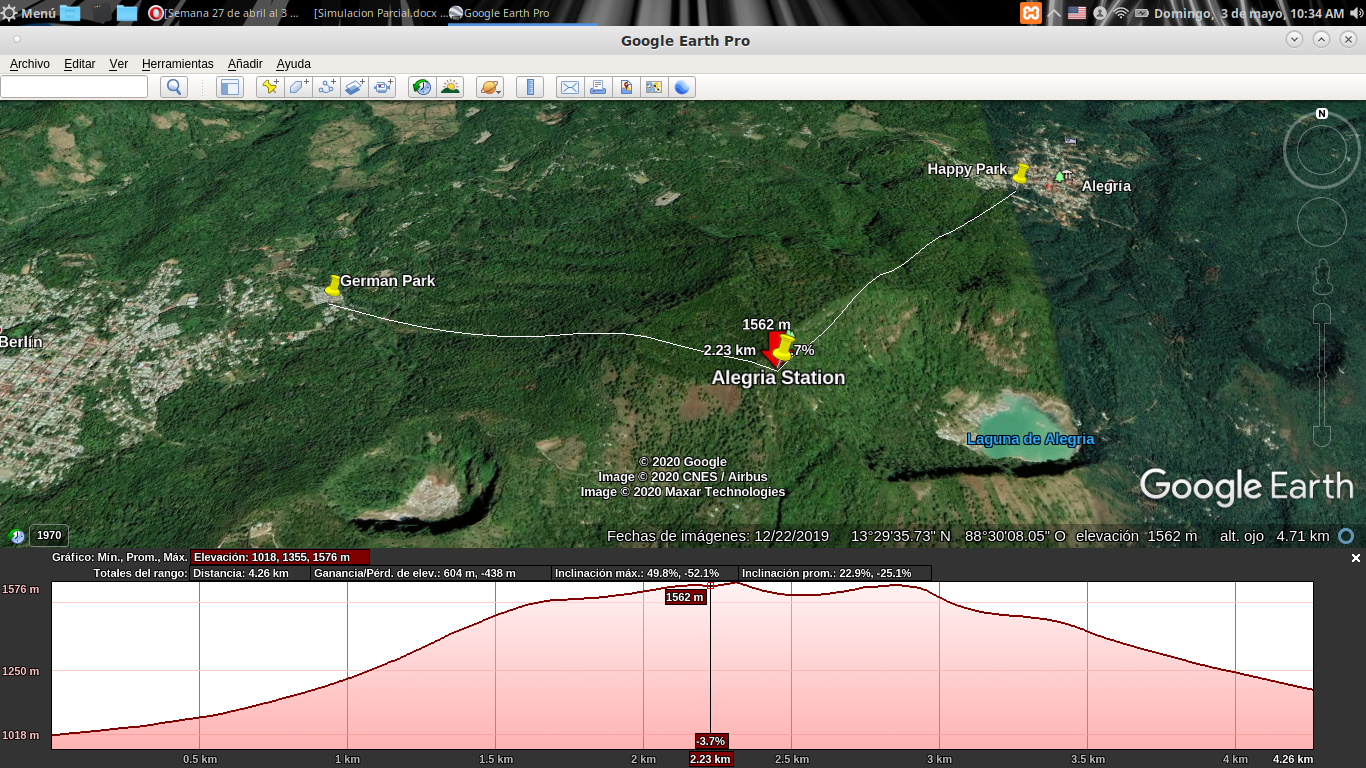 Menú [Semana 27 de abril al 3 ... [Simulacion Parcial.docx ... Google Earth Pro Domingo, 3 de mayo, 10:34 AM
Google Earth Pro
Archivo Editar Ver Herramientas Añadir Ayuda
N
Happy Park
Alegría
German Park
Berlín
1562 m
2.23 km .7%
Alegria Station
Laguna de Alegria
© 2020 Google
Image © 2020 CNES / Airbus
Image © 2020 Maxar Technologies
Google Earth
1970
Fechas de imágenes: 12/22/2019 13°29'35.73" N 88°30'08.05" O elevación 1562 m alt. ojo 4.71 km
Gráfico: Mín., Prom., Máx. Elevación: 1018, 1355, 1576 m
Totales del rango: Distancia: 4.26 km Ganancia/Pérd. de elev.: 604 m, -438 m Inclinación máx.: 49.8%, -52.1% Inclinación prom.: 22.9%, -25.1%
1576 m
1562 m
1250 m
1018 m
-3.7%
0.5 km 1 km 1.5 km 2 km 2.23 km 2.5 km 3 km 3.5 km 4 km 4.26 km